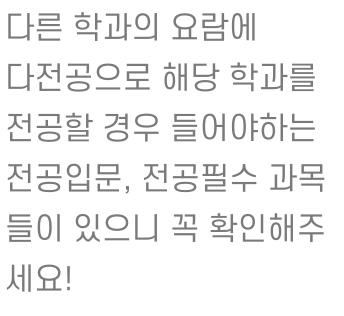 다른 학과의 요람에
다전공으로 해당 학과를
전공할 경우 들어야하는
전공입문, 전공필수 과목
들이 있으니 꼭 확인해주
세요!